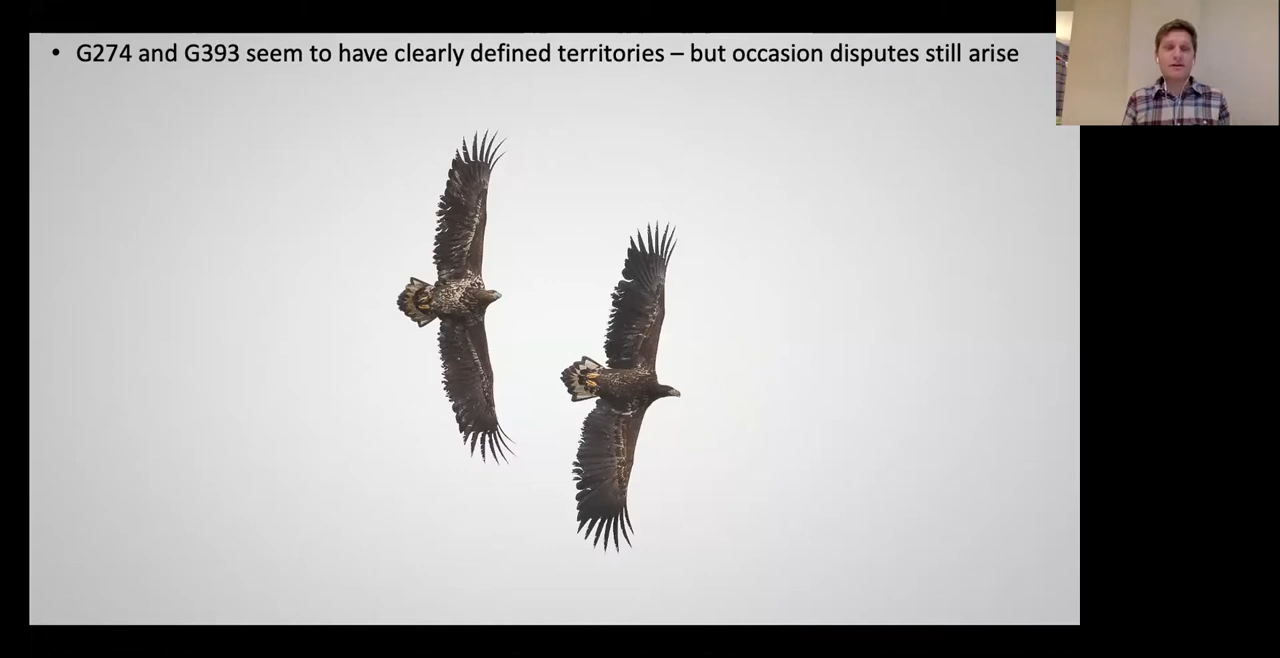 • G274 and G393 seem to have clearly defined territories – but occasion disputes still arise